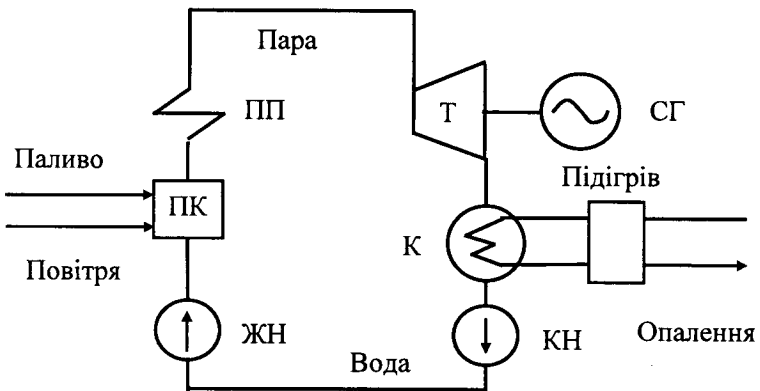 Пара
ПП
Т
СГ
Паливо
ПК
Підігрів
К
Повітря
ЖН
КН
Опалення
Вода